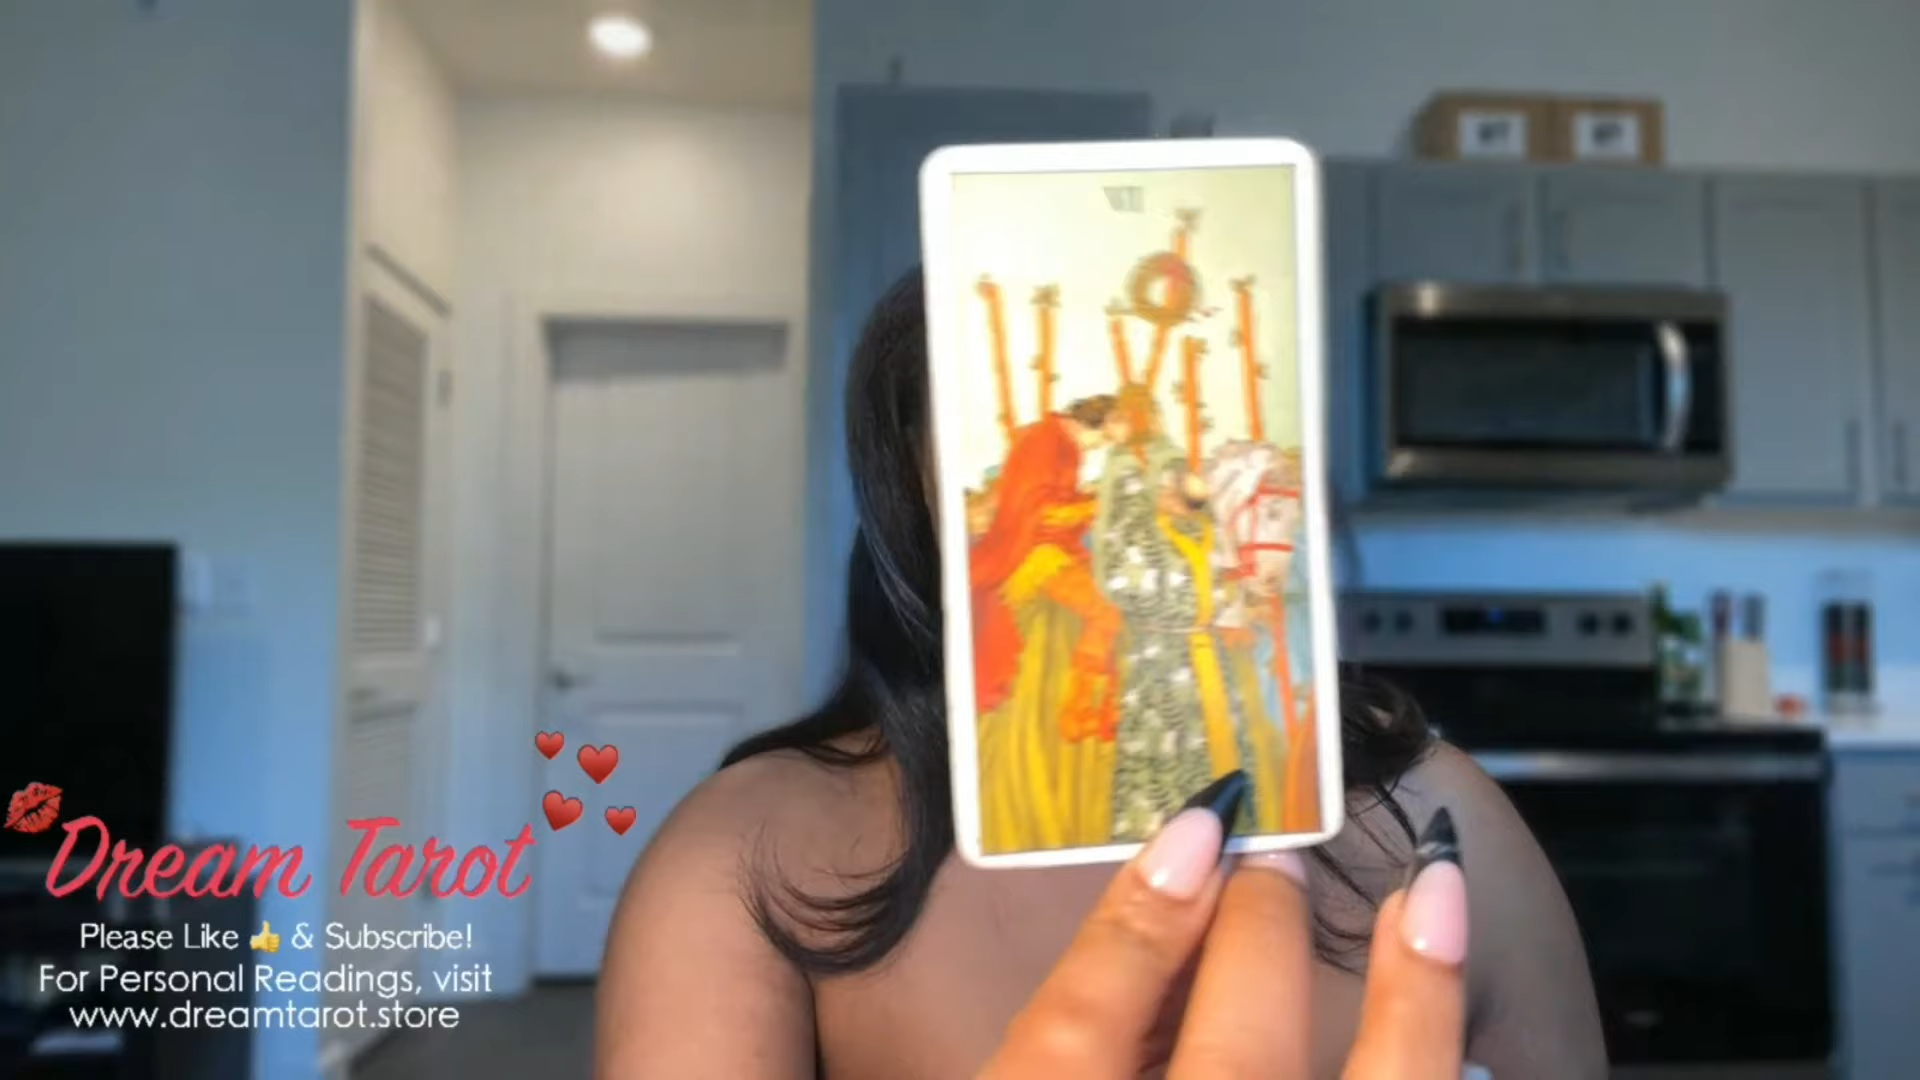 Dream Tarot
Please Like 👍 & Subscribe!
For Personal Readings, visit
www.dreamtarot.store